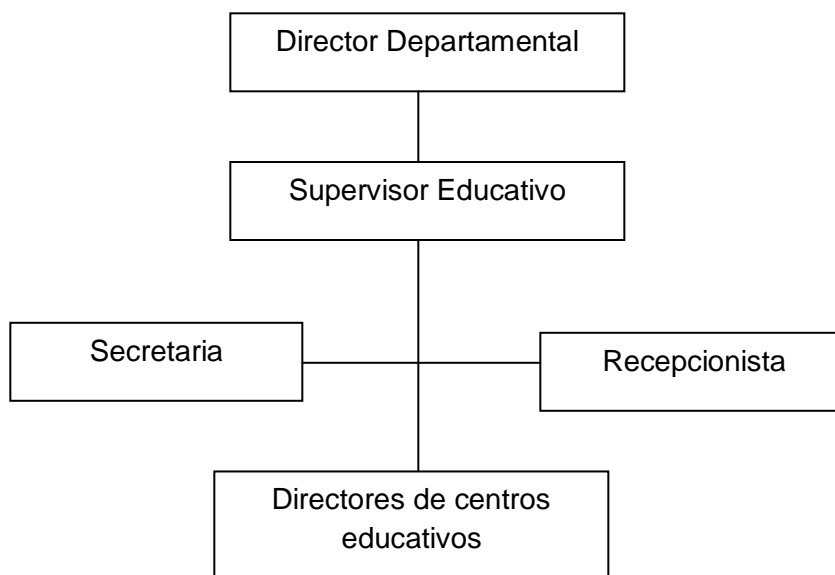 Director Departamental
Supervisor Educativo
Secretaria
Recepcionista
Directores de centros
educativos